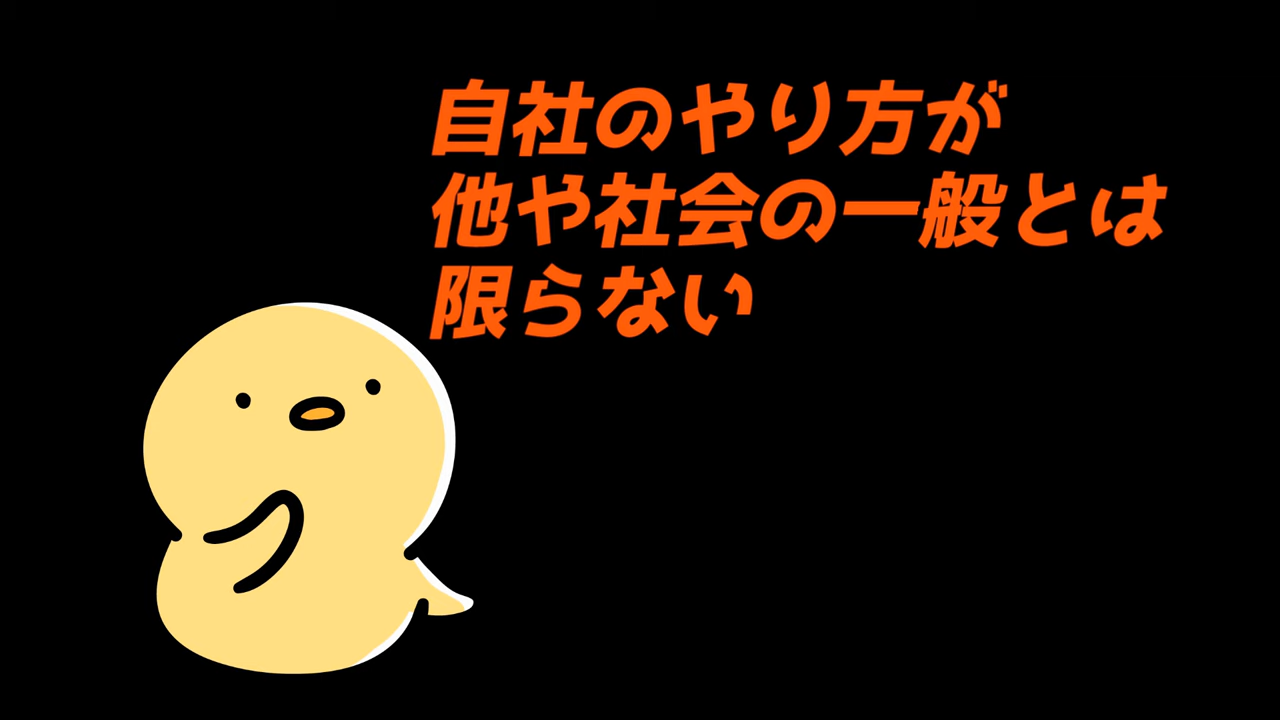 自社のやり方が
他や社会の一般とは
限らない